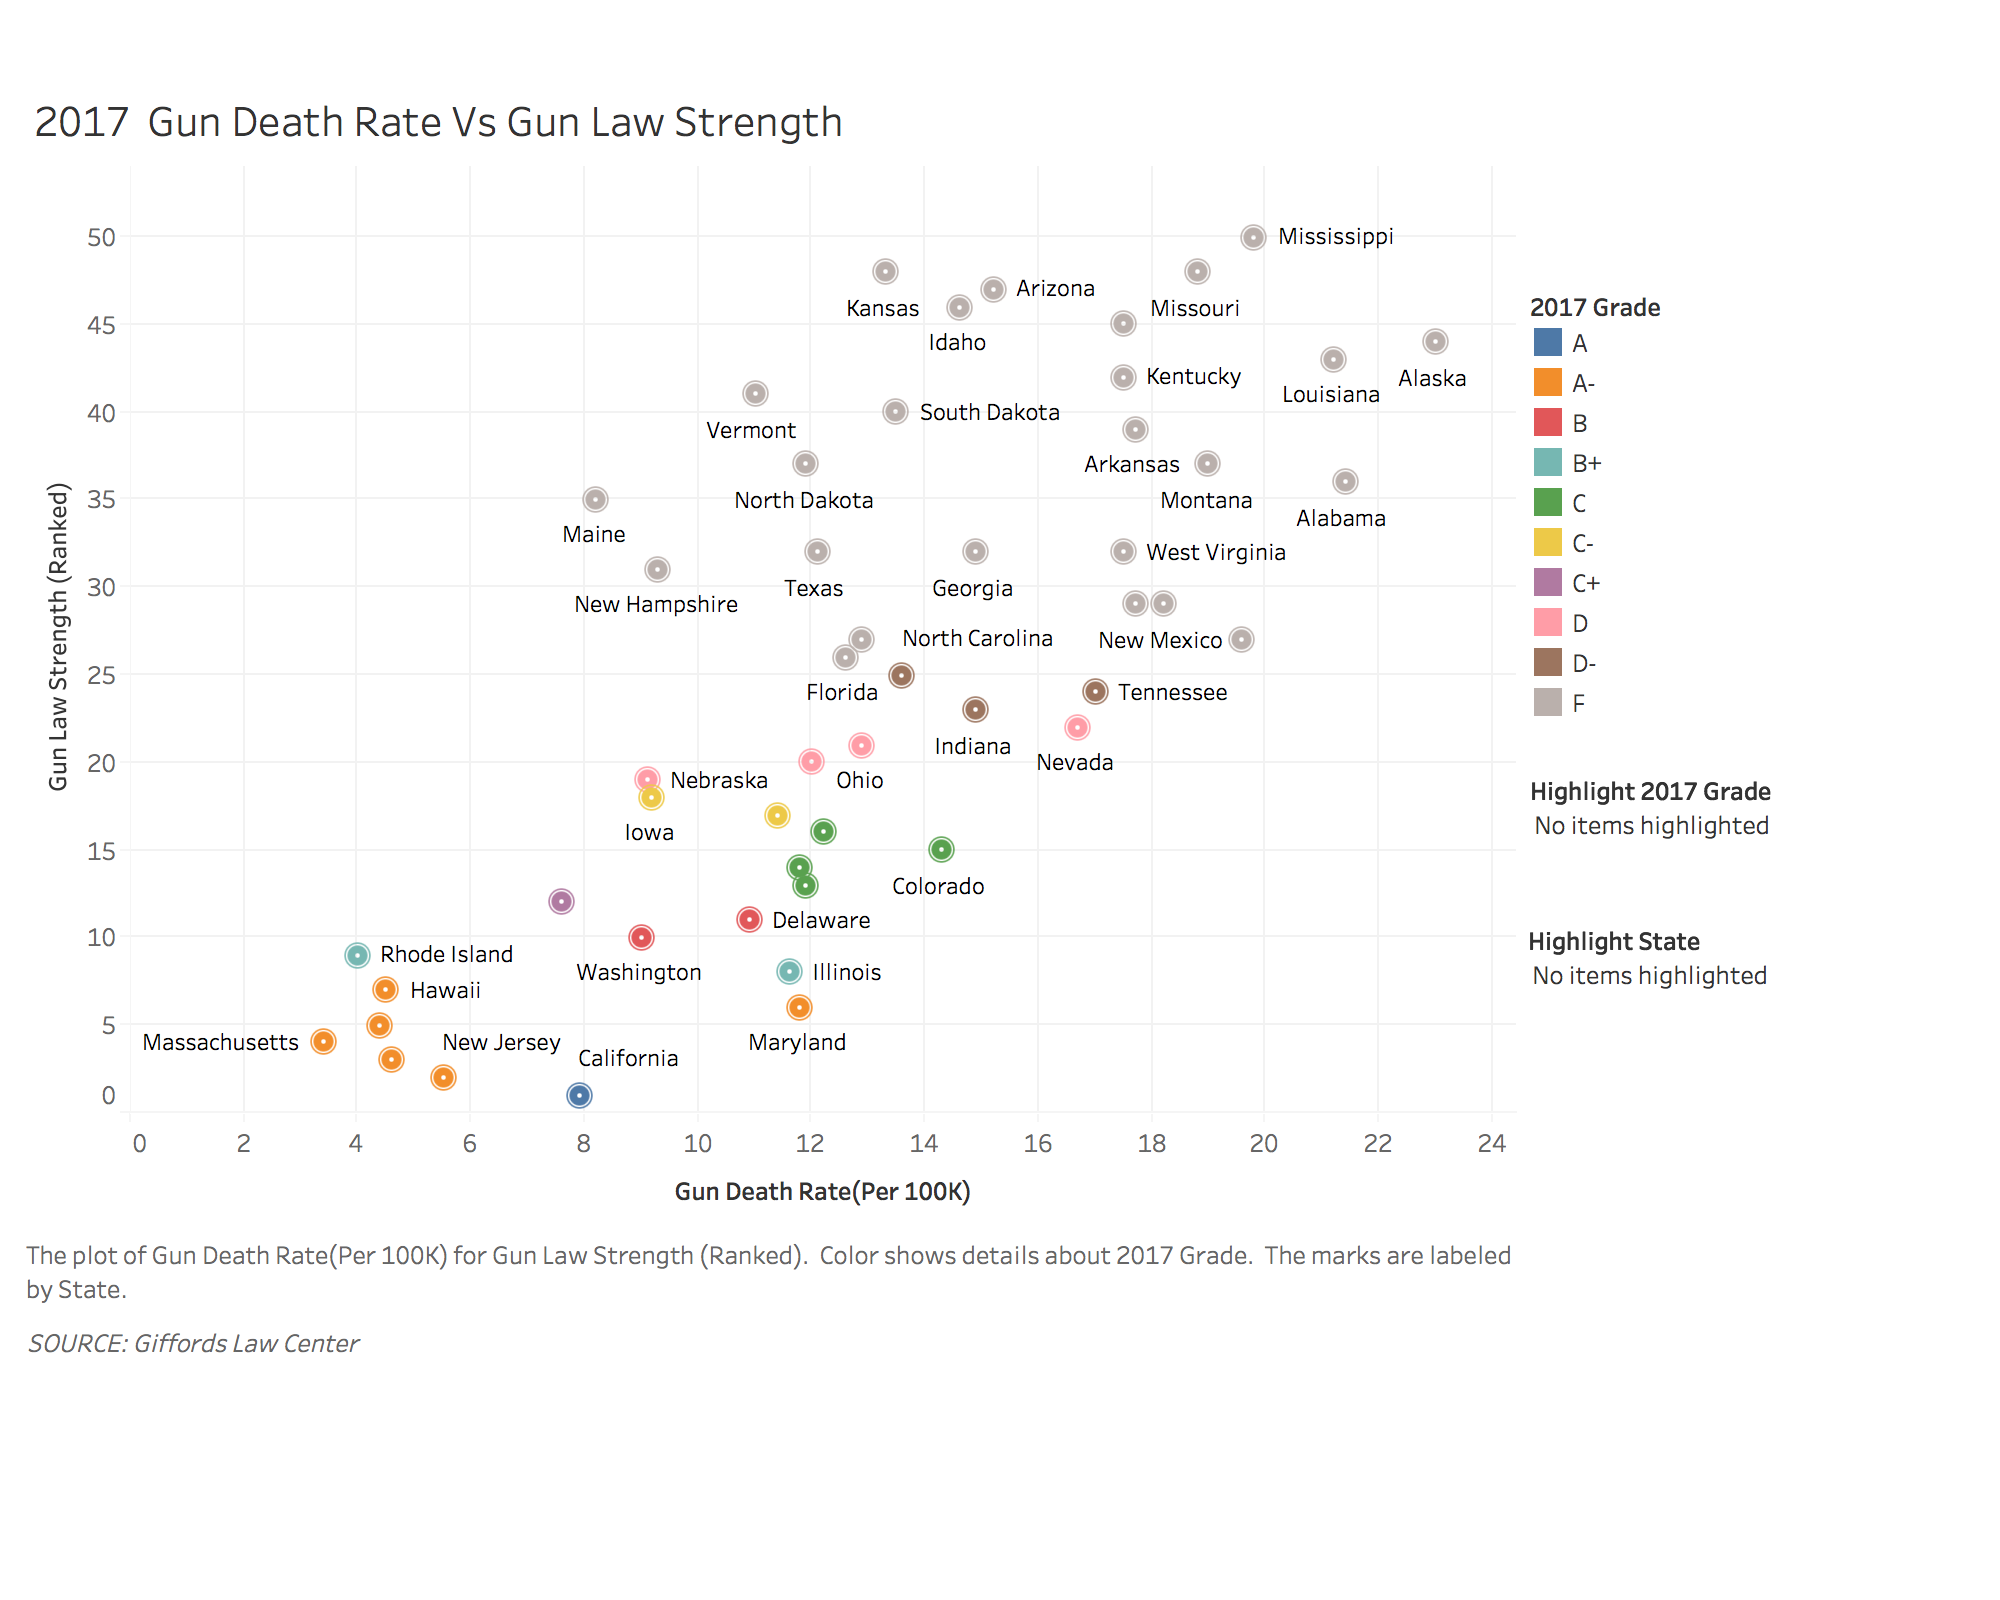 2017  Gun Death Rate Vs Gun Law Strength
50
45
40
35
30
25
20
15
10
5
0
Gun Law Strength (Ranked)
Mississippi
Kansas
Arizona
Missouri
Idaho
Kentucky
Louisiana
Alaska
Vermont
South Dakota
Arkansas
North Dakota
Montana
Alabama
Maine
Texas
Georgia
West Virginia
New Hampshire
North Carolina
New Mexico
Florida
Tennessee
Indiana
Nevada
Nebraska
Ohio
Iowa
Colorado
Delaware
Rhode Island
Washington
Illinois
Hawaii
Massachusetts
New Jersey
Maryland
California
0 2 4 6 8 10 12 14 16 18 20 22 24
Gun Death Rate(Per 100K)
2017 Grade
A
A-
B
B+
C
C-
C+
D
D-
F
Highlight 2017 Grade
No items highlighted
Highlight State
No items highlighted
The plot of Gun Death Rate(Per 100K) for Gun Law Strength (Ranked).  Color shows details about 2017 Grade.  The marks are labeled
by State.
SOURCE: Giffords Law Center